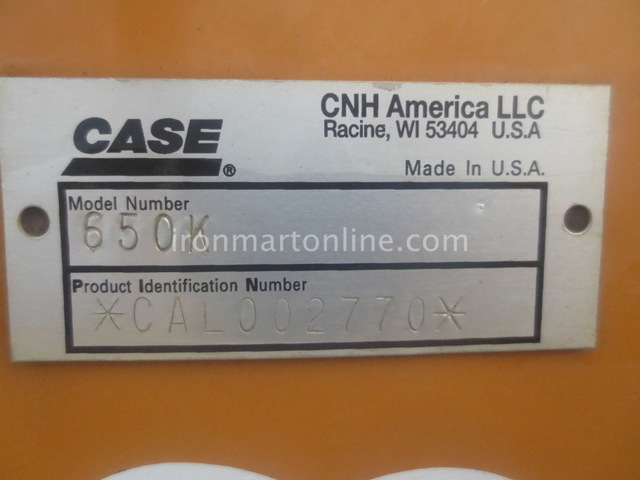 CASE®
CNH America LLC
Racine, WI 53404 U.S.A
Made In U.S.A.
Model Number
650K
ironmartonline.com
Product Identification Number
*CAL002770*